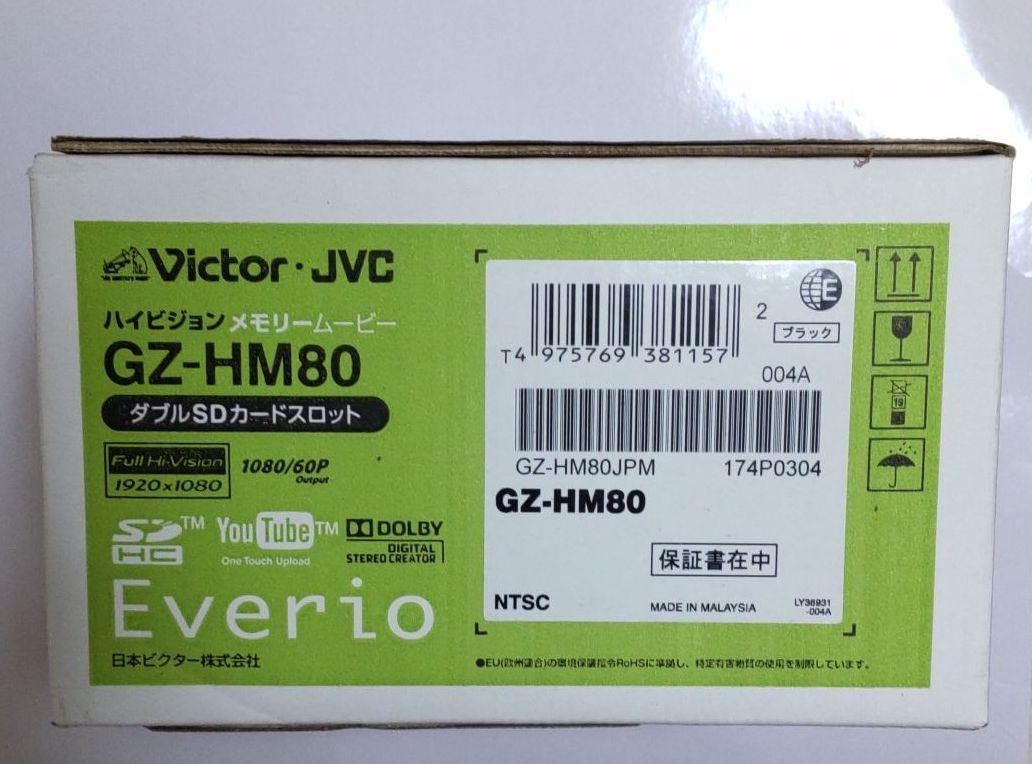 Victor・JVC
ハイビジョンメモリームービー
GZ-HM80
ダブルSDカードスロット
Full Hi-Vision
1920x1080
1080/60P
Output
SD HC TM
YouTube TM
One Touch Upload
DOLBY
DIGITAL
STEREO CREATOR
Everio
日本ビクター株式会社
E
2
ブラック
T4 975769 381157
004A
GZ-HM80JPM 174P0304
GZ-HM80
保証書在中
NTSC
MADE IN MALAYSIA
LY36931
-004A
●EU(欧州連合)の環境保護指令RoHSに準拠し、特定有害物質の使用を制限しています。
19